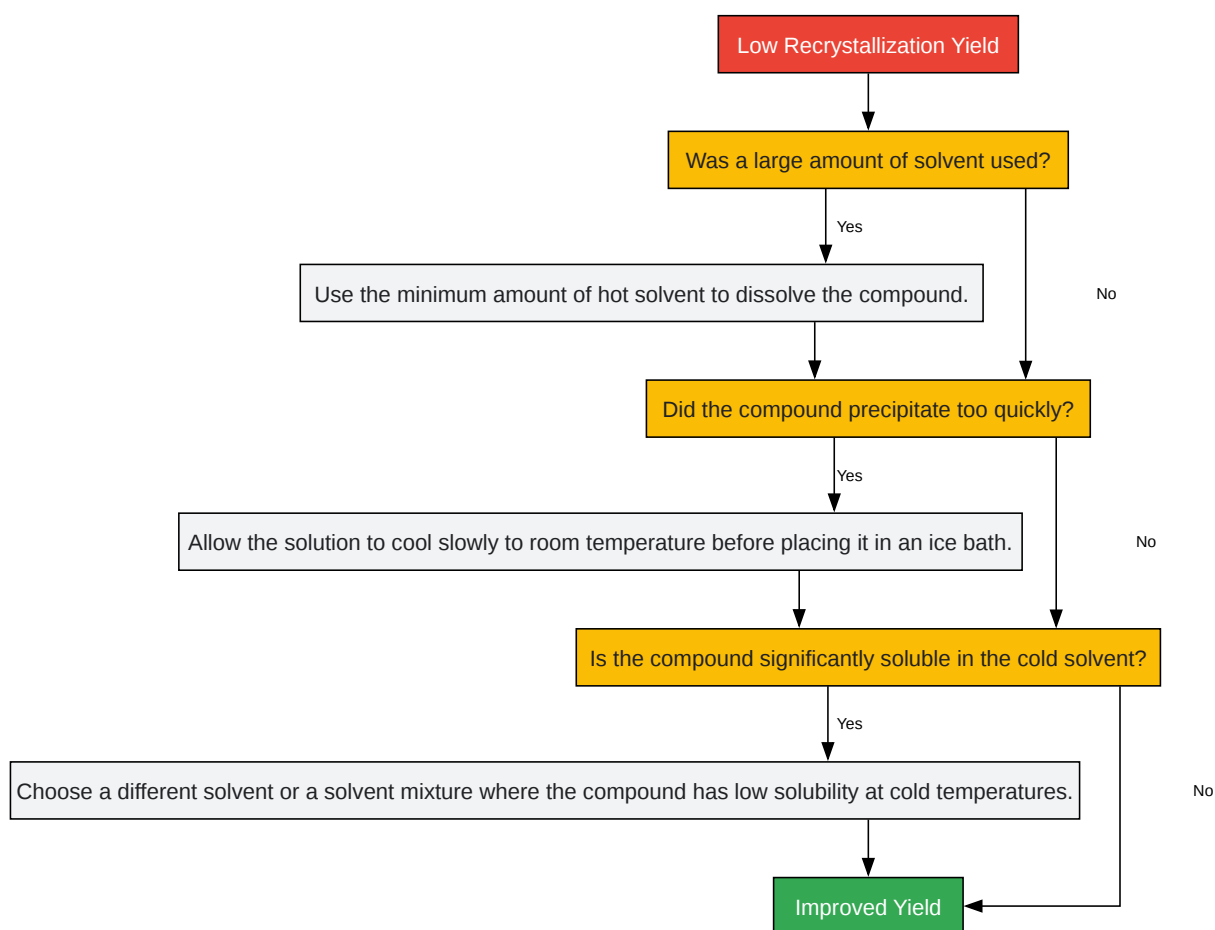 Low Recrystallization Yield
Was a large amount of solvent used?
Yes
Use the minimum amount of hot solvent to dissolve the compound.
No
Did the compound precipitate too quickly?
Yes
Allow the solution to cool slowly to room temperature before placing it in an ice bath.
No
Is the compound significantly soluble in the cold solvent?
Yes
Choose a different solvent or a solvent mixture where the compound has low solubility at cold temperatures.
No
Improved Yield